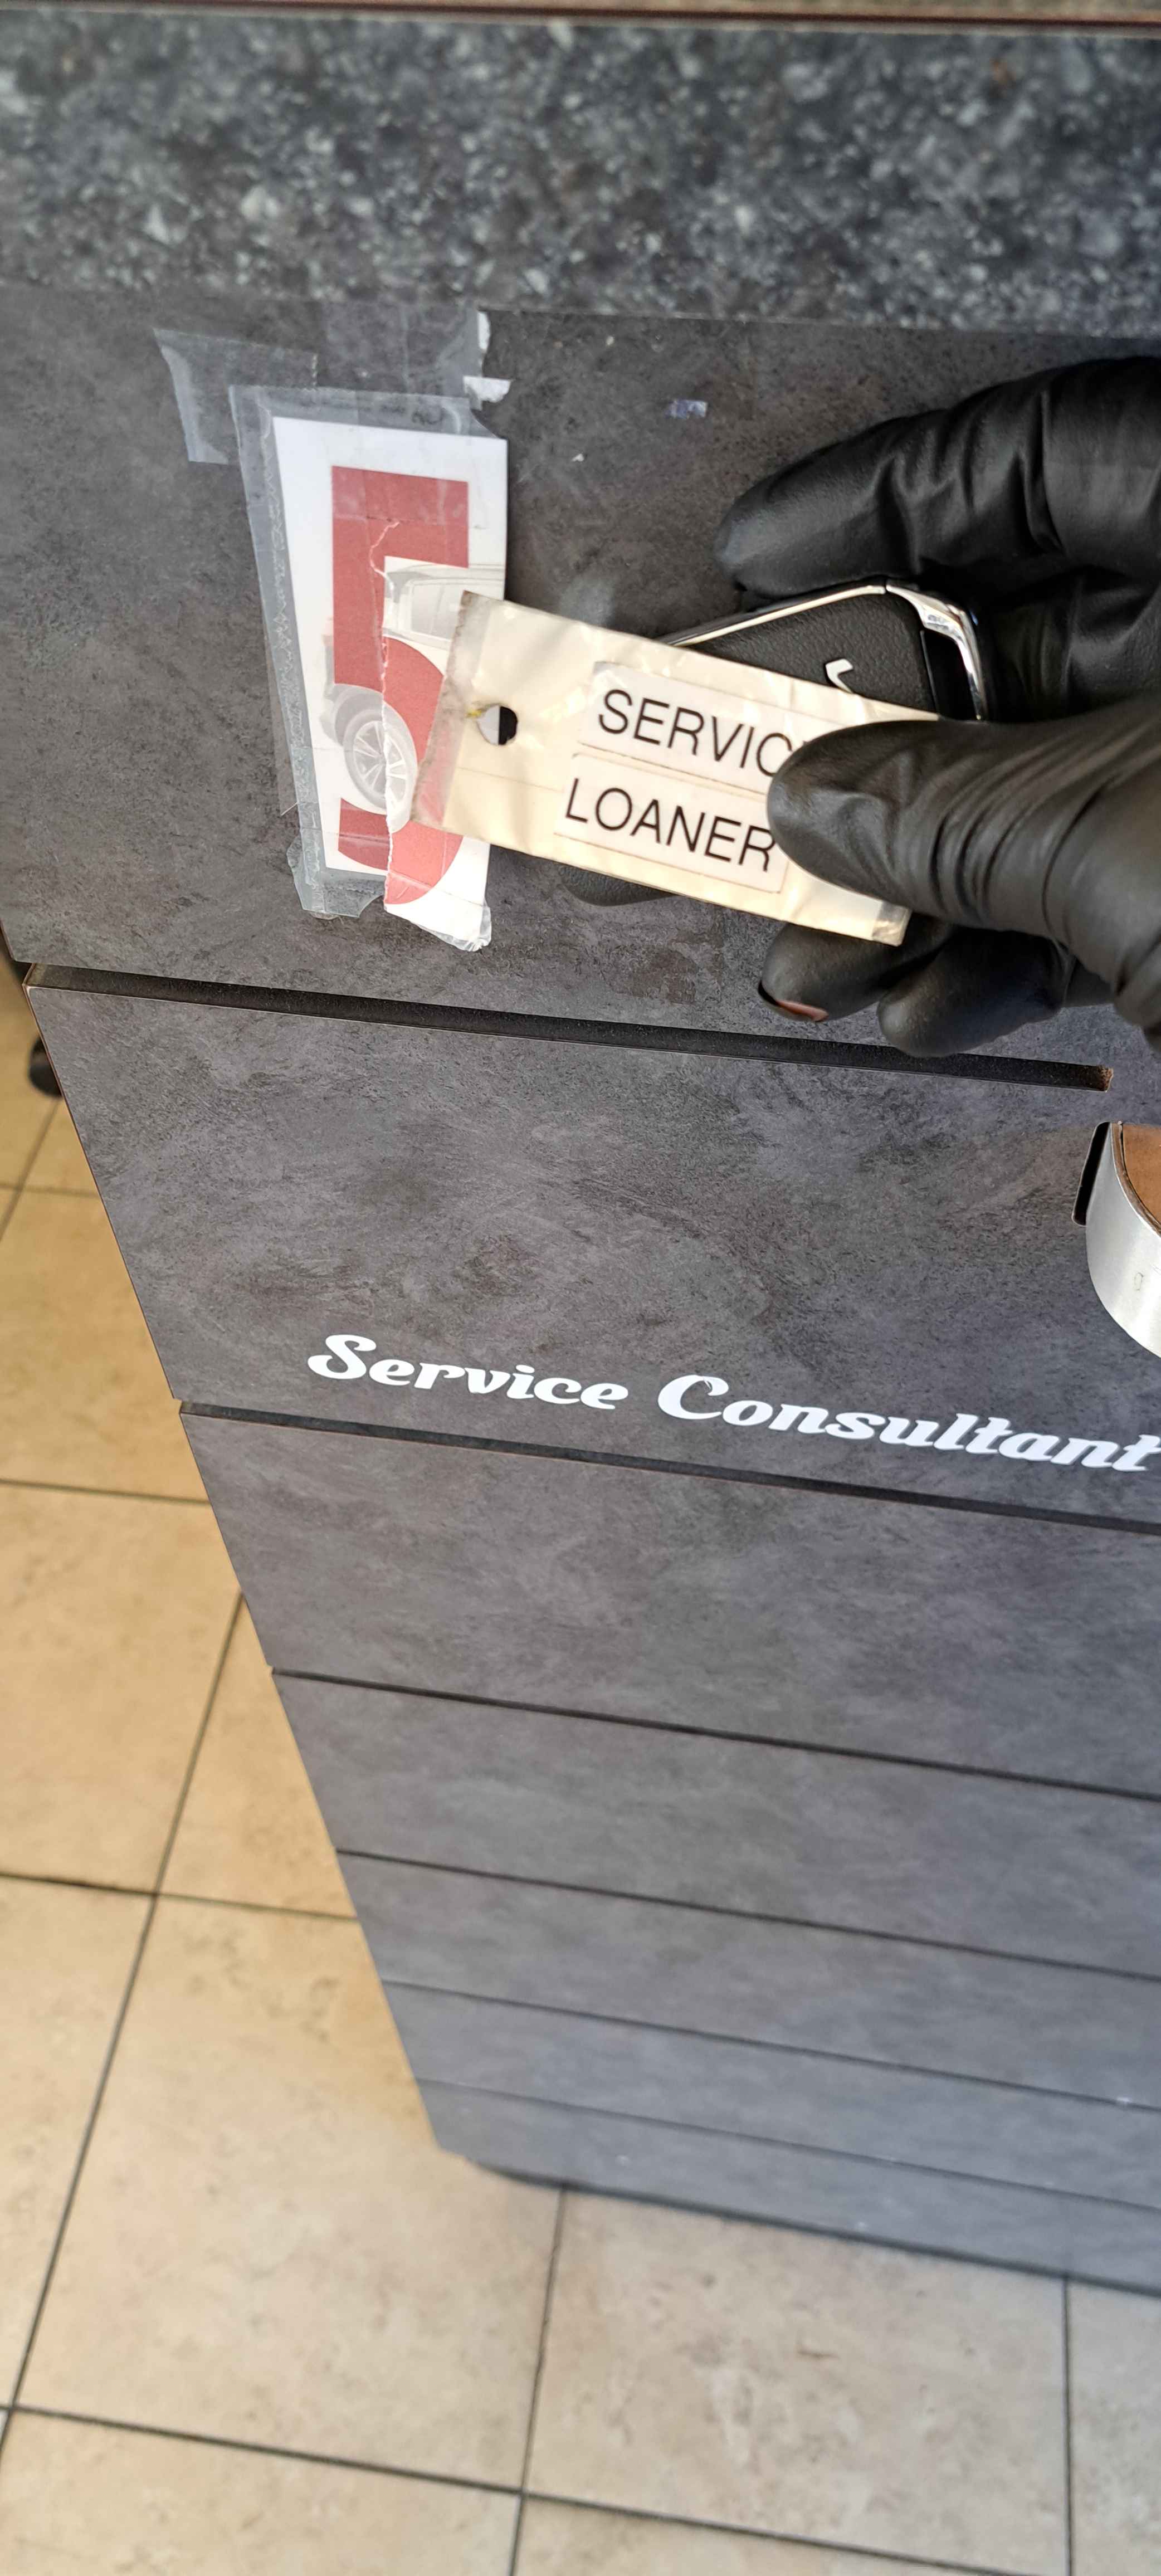 5
SERVIC
LOANER
Service Consultant